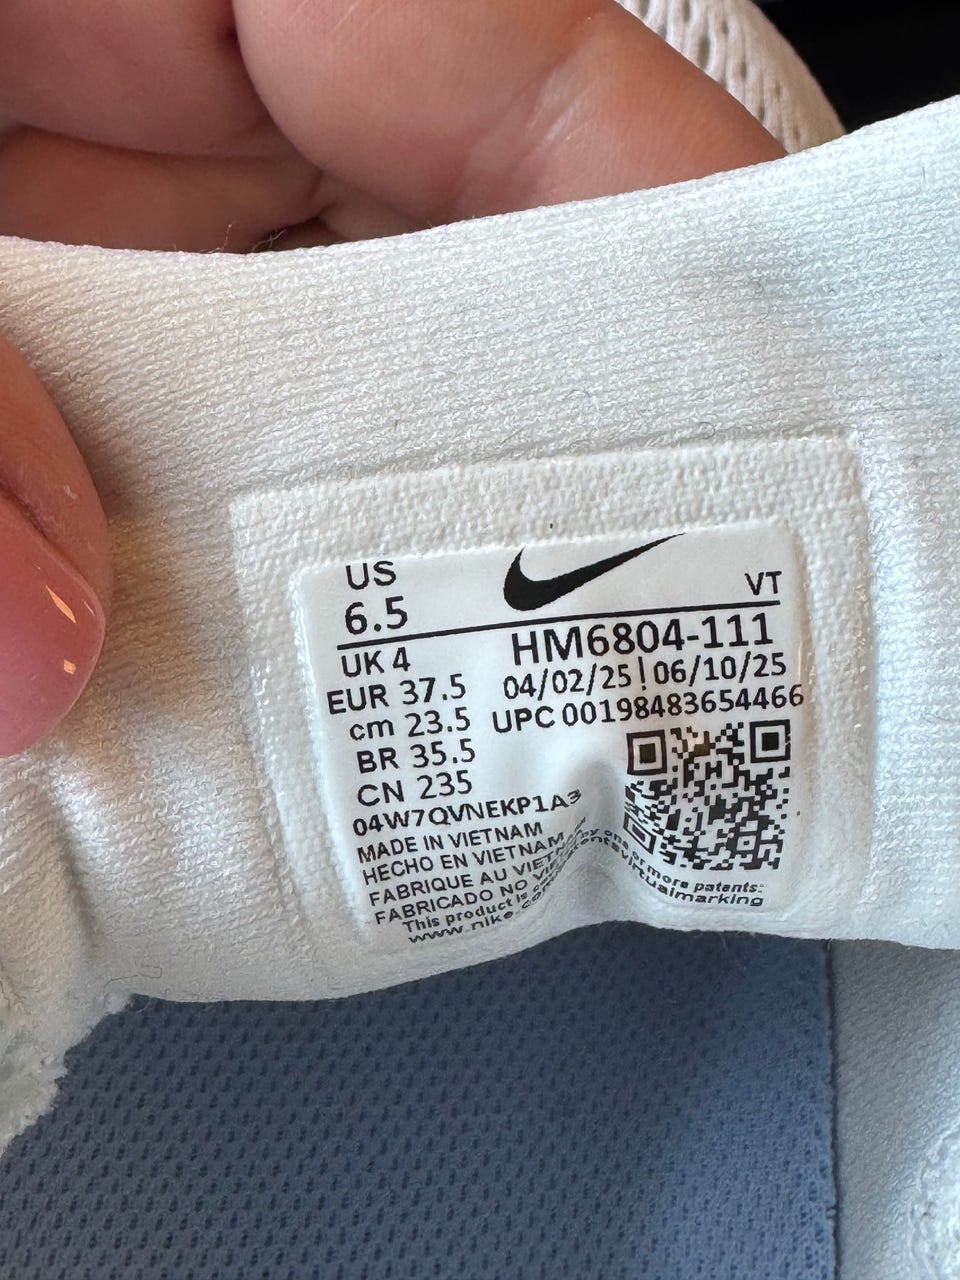 US
6.5
VT
UK 4
EUR 37.5
cm 23.5
BR 35.5
CN 235
HM6804-111
04/02/25|06/10/25
UPC 00198483654466
04W7QVNEKP1A3
MADE IN VIETNAM
HECHO EN VIETNAM
FABRIQUE AU VIETNAM
FABRICADO NO
This product is by one or more patents:
www.nike.com